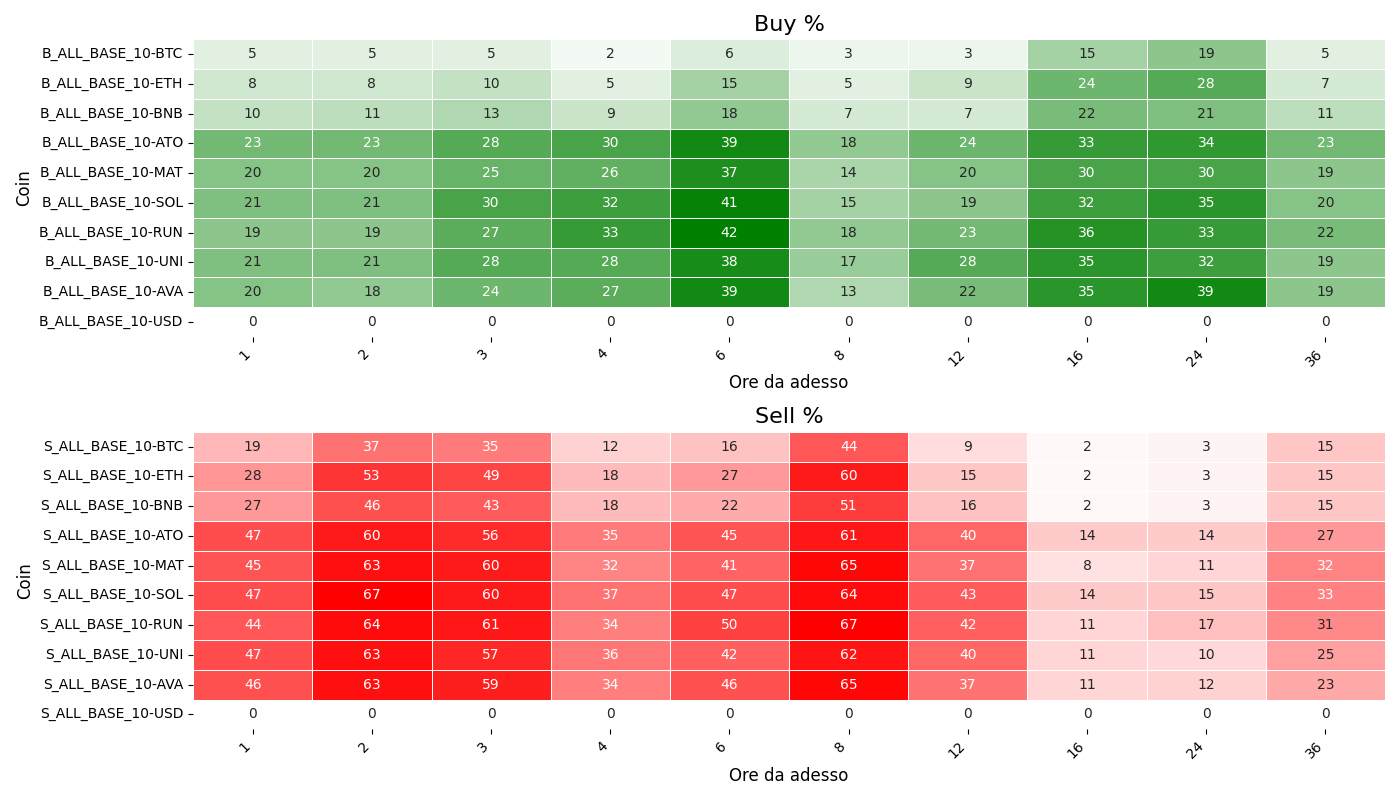 Buy %
Coin
B_ALL_BASE_10-BTC 5 5 5 2 6 3 3 15 19 5
B_ALL_BASE_10-ETH 8 8 10 5 15 5 9 24 28 7
B_ALL_BASE_10-BNB 10 11 13 9 18 7 7 22 21 11
B_ALL_BASE_10-ATO 23 23 28 30 39 18 24 33 34 23
B_ALL_BASE_10-MAT 20 20 25 26 37 14 20 30 30 19
B_ALL_BASE_10-SOL 21 21 30 32 41 15 19 32 35 20
B_ALL_BASE_10-RUN 19 19 27 33 42 18 23 36 33 22
B_ALL_BASE_10-UNI 21 21 28 28 38 17 28 35 32 19
B_ALL_BASE_10-AVA 20 18 24 27 39 13 22 35 39 19
B_ALL_BASE_10-USD 0 0 0 0 0 0 0 0 0 0
1 2 3 4 6 8 12 16 24 36
Ore da adesso
Sell %
Coin
S_ALL_BASE_10-BTC 19 37 35 12 16 44 9 2 3 15
S_ALL_BASE_10-ETH 28 53 49 18 27 60 15 2 3 15
S_ALL_BASE_10-BNB 27 46 43 18 22 51 16 2 3 15
S_ALL_BASE_10-ATO 47 60 56 35 45 61 40 14 14 27
S_ALL_BASE_10-MAT 45 63 60 32 41 65 37 8 11 32
S_ALL_BASE_10-SOL 47 67 60 37 47 64 43 14 15 33
S_ALL_BASE_10-RUN 44 64 61 34 50 67 42 11 17 31
S_ALL_BASE_10-UNI 47 63 57 36 42 62 40 11 10 25
S_ALL_BASE_10-AVA 46 63 59 34 46 65 37 11 12 23
S_ALL_BASE_10-USD 0 0 0 0 0 0 0 0 0 0
1 2 3 4 6 8 12 16 24 36
Ore da adesso